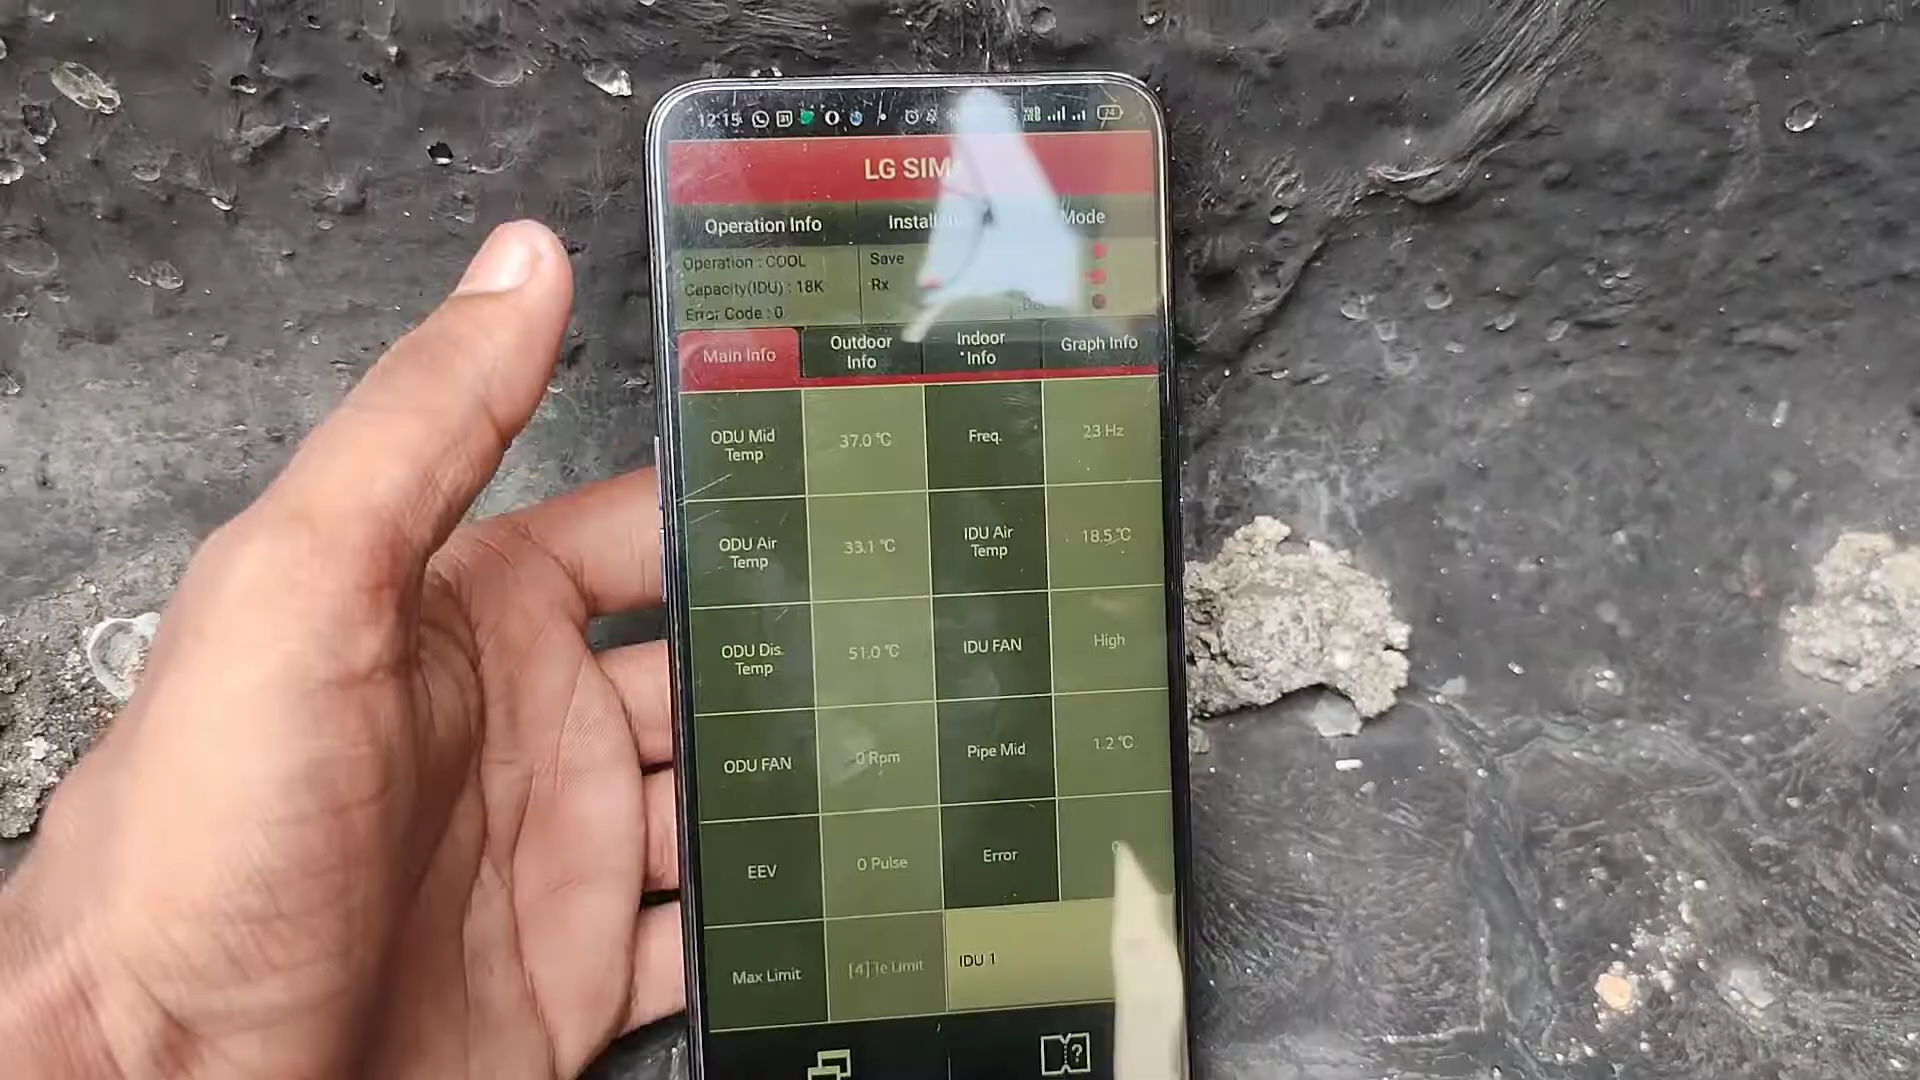 12:15
74
LG SIM
Operation Info
Mode
Operation : COOL
Save
Capacity(IDU) : 18K
Rx
Error Code : 0
Main Info
Outdoor
Info
Indoor
Info
Graph Info
ODU Mid
Temp
37.0 ℃
Freq.
23 Hz
ODU Air
Temp
33.1 ℃
IDU Air
Temp
18.5 ℃
ODU Dis.
Temp
51.0 ℃
IDU FAN
High
ODU FAN
0 Rpm
Pipe Mid
1.2 ℃
EEV
0 Pulse
Error
Max Limit
[4] Te Limit
IDU 1